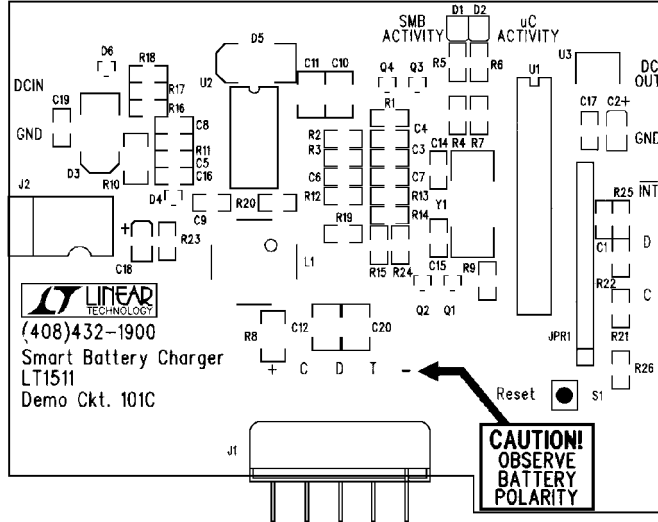 D1 D2
SMB
ACTIVITY
uC
ACTIVITY
D6
R18
D5
U2
C11 C10
Q4 Q3
R5
R6
U1
U3
DC
OUT
DCIN
C19
R17
R16
R1
C17
C2+
GND
C8
R11
C5
C16
R2
R3
C4
C3
R4 R7
C14
GND
D3
R10
C6
C7
J2
D4
C9
R20
R12
R13
R14
Y1
R25
INT
R19
+
C18
R23
L1
R15 R24
C15
R9
C1
D
R22
C
Q2 Q1
LT LINEAR
TECHNOLOGY
(408)432-1900
Smart Battery Charger
LT1511
Demo Ckt. 101C
R8
C12
C20
JPR1
R21
R26
+ C D T -
Reset
S1
J1
CAUTION!
OBSERVE
BATTERY
POLARITY